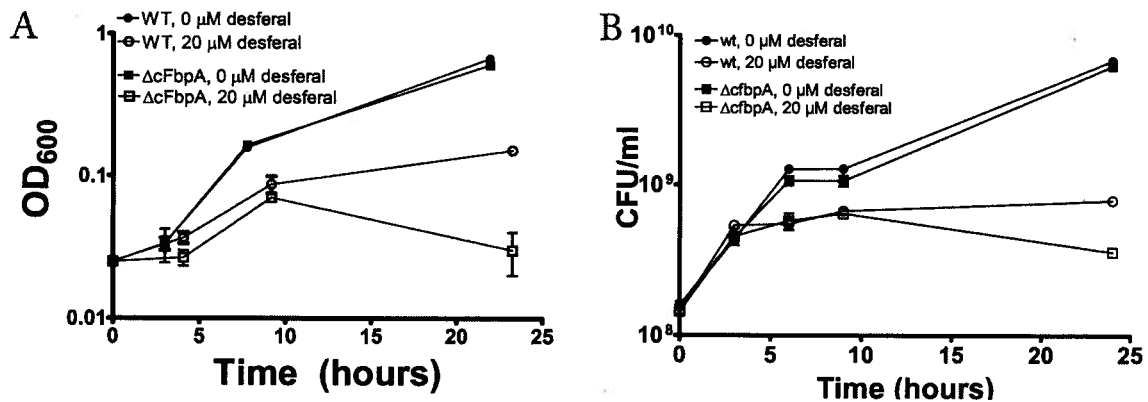 A
WT, 0 µM desferal
WT, 20 µM desferal
ΔcFbpA, 0 µM desferal
ΔcFbpA, 20 µM desferal
1
0.1
0.01
OD600
0 5 10 15 20 25
Time (hours)
B
wt, 0 µM desferal
wt, 20 µM desferal
ΔcfbpA, 0 µM desferal
ΔcfbpA, 20 µM desferal
10^10
10^9
10^8
CFU/ml
0 5 10 15 20 25
Time (hours)